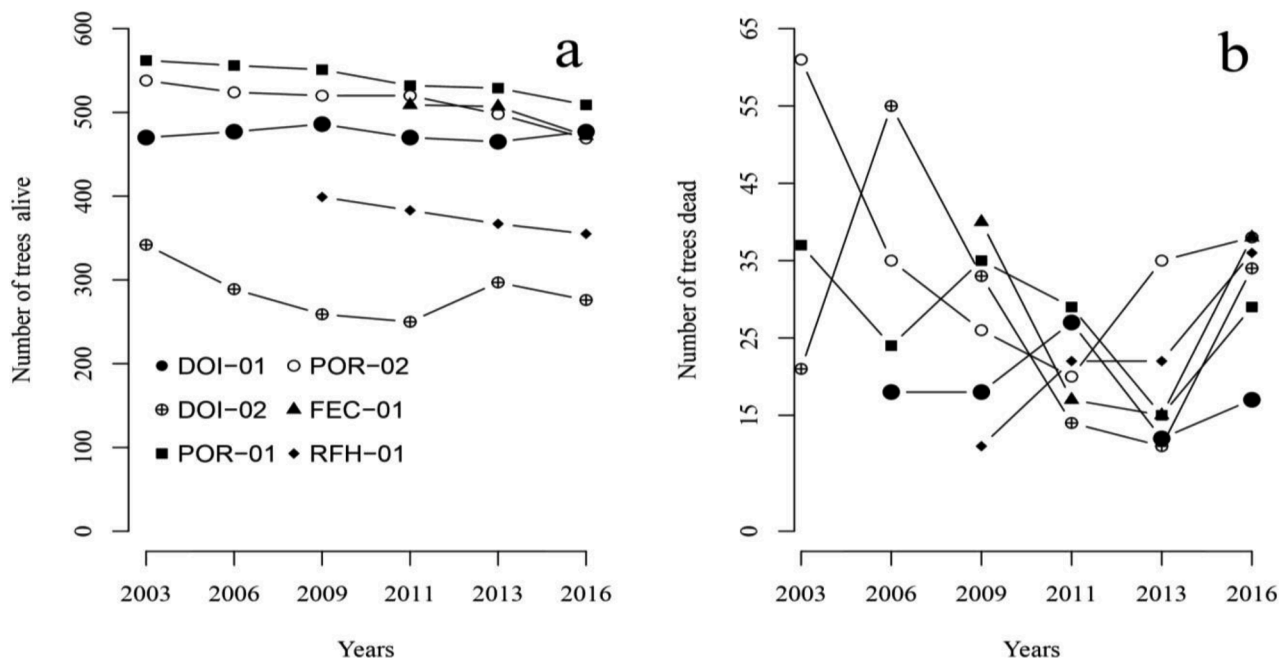 a
Number of trees alive
600
500
400
300
200
100
0
DOI−01 POR−02
DOI−02 FEC−01
POR−01 RFH−01
2003 2006 2009 2011 2013 2016
Years
b
Number of trees dead
65
55
45
35
25
15
0
2003 2006 2009 2011 2013 2016
Years